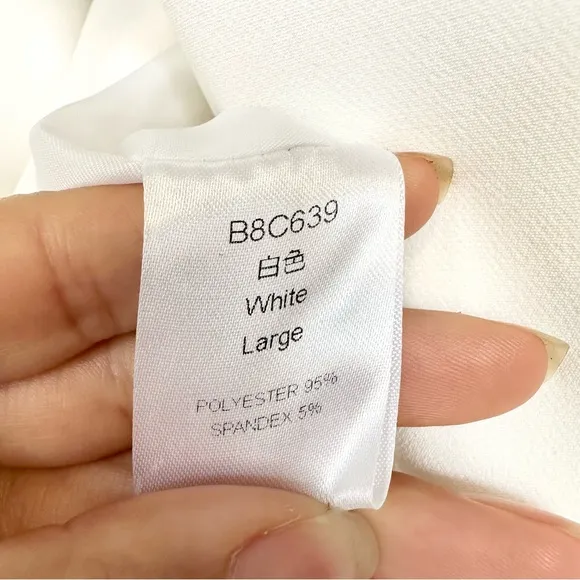 B8C639
白色
White
Large
POLYESTER 95%
SPANDEX 5%